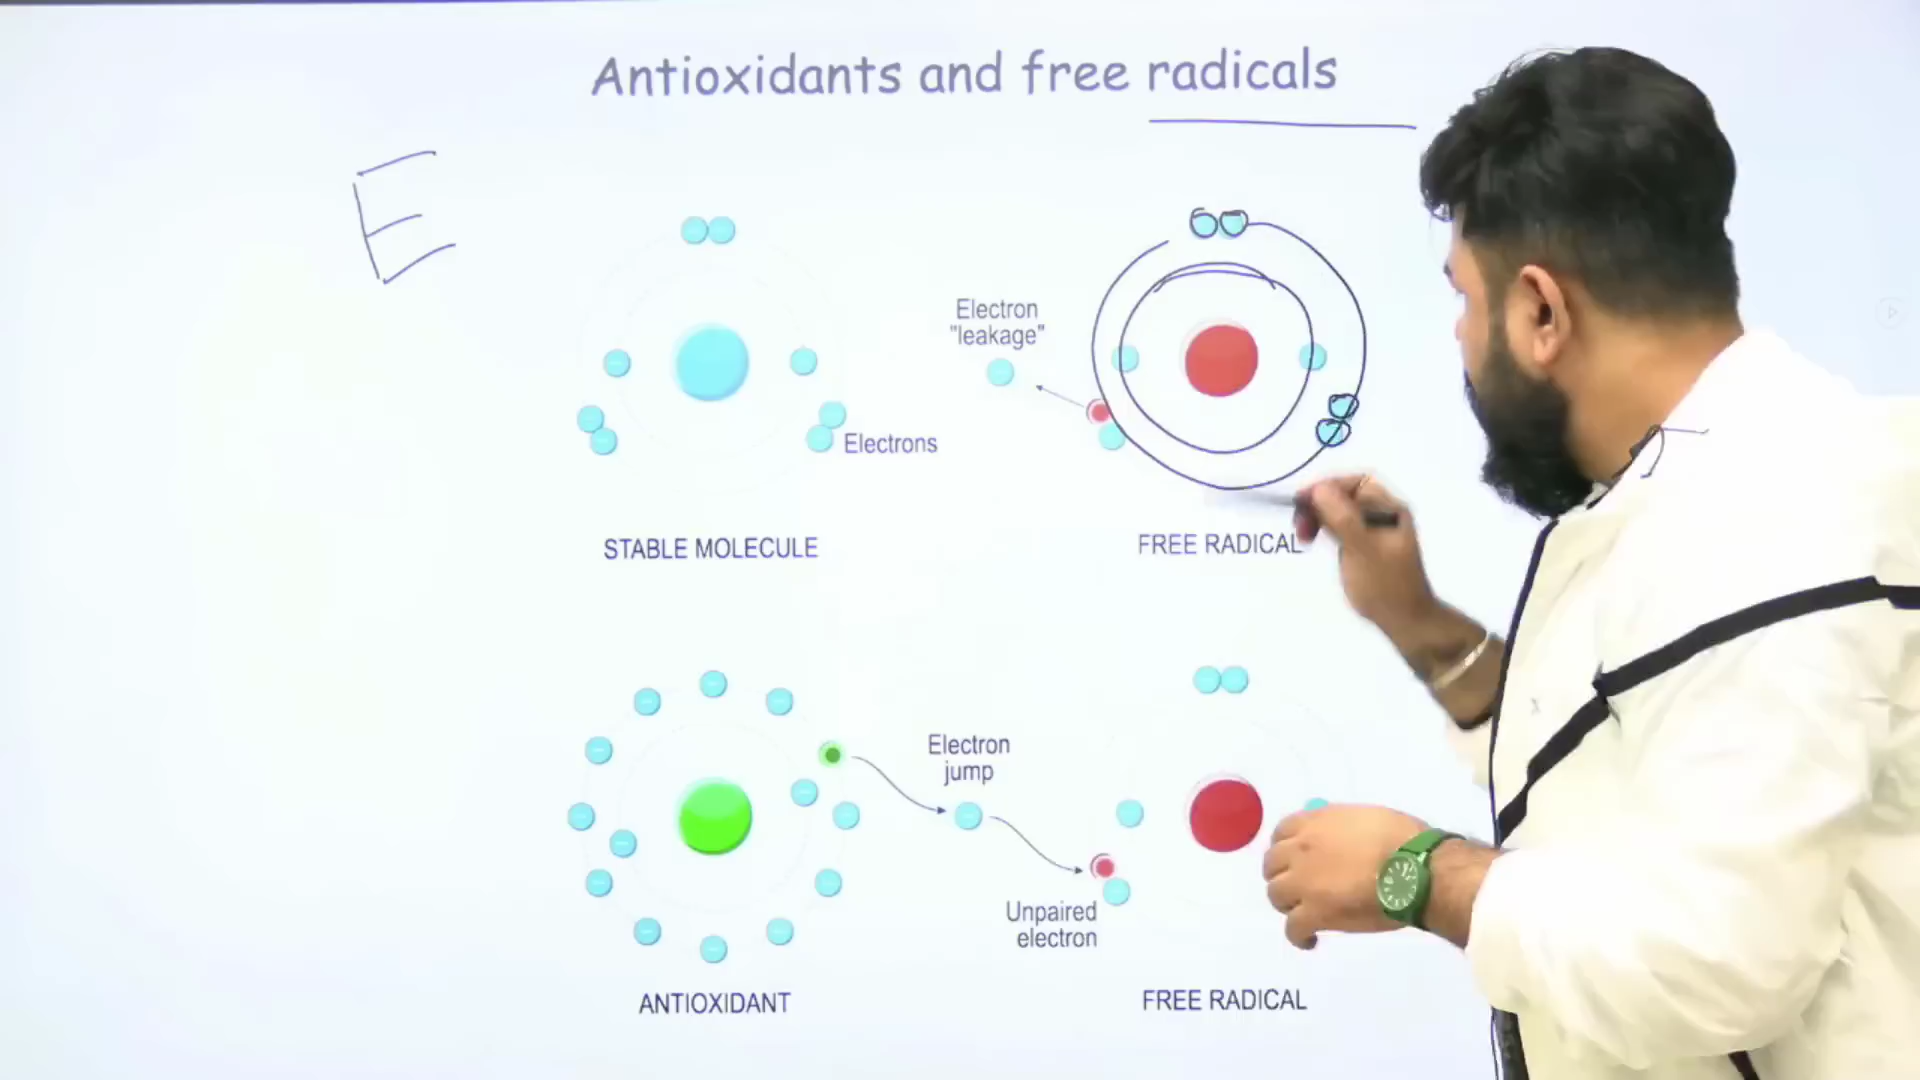 Antioxidants and free radicals
E
Electron
"leakage"
Electrons
STABLE MOLECULE
FREE RADICAL
Electron
jump
Unpaired
electron
ANTIOXIDANT
FREE RADICAL